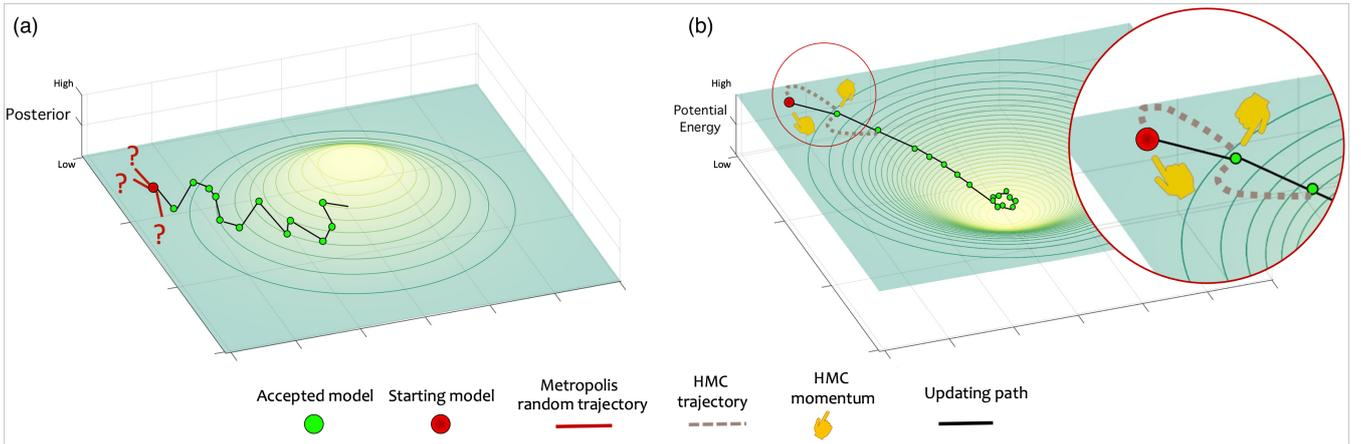 (a)
High
Posterior
Low
?
?
?
(b)
High
Potential
Energy
Low
Accepted model
Starting model
Metropolis
random trajectory
HMC
trajectory
HMC
momentum
Updating path